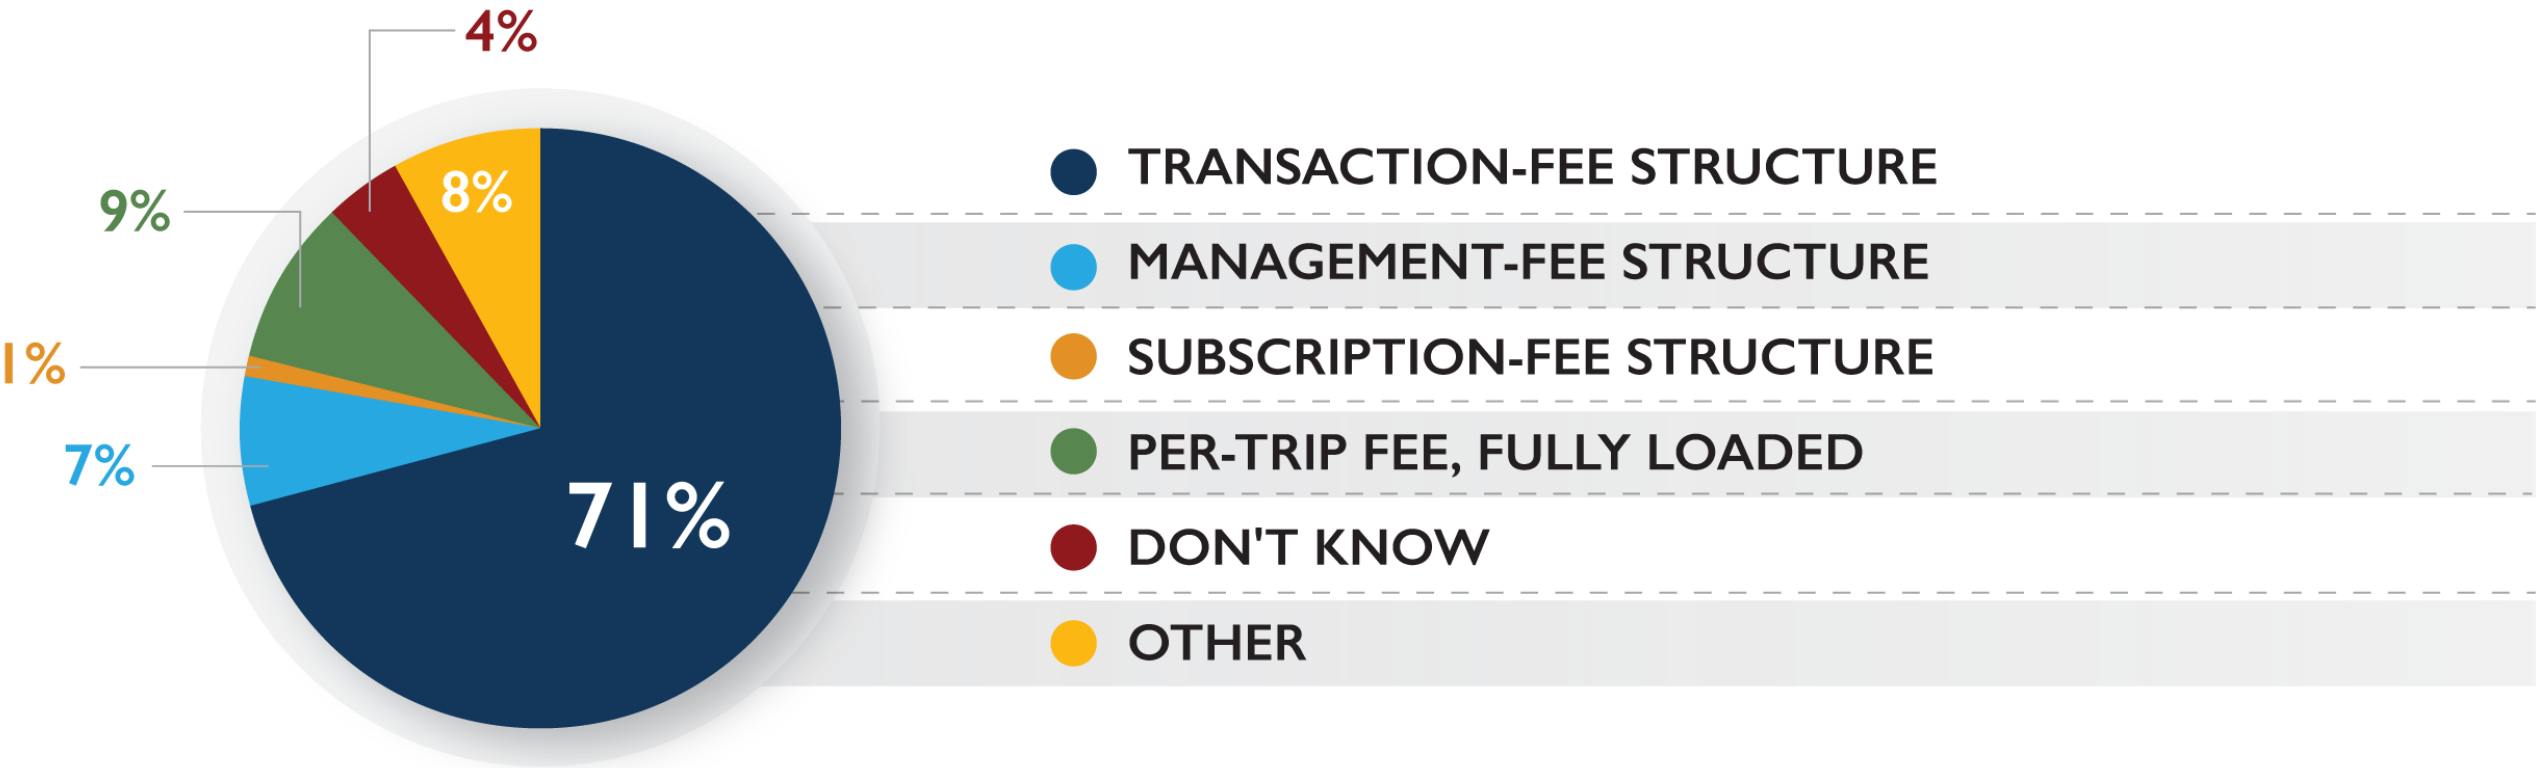 4%
8%
9%
1%
7%
71%
TRANSACTION-FEE STRUCTURE
MANAGEMENT-FEE STRUCTURE
SUBSCRIPTION-FEE STRUCTURE
PER-TRIP FEE, FULLY LOADED
DON'T KNOW
OTHER